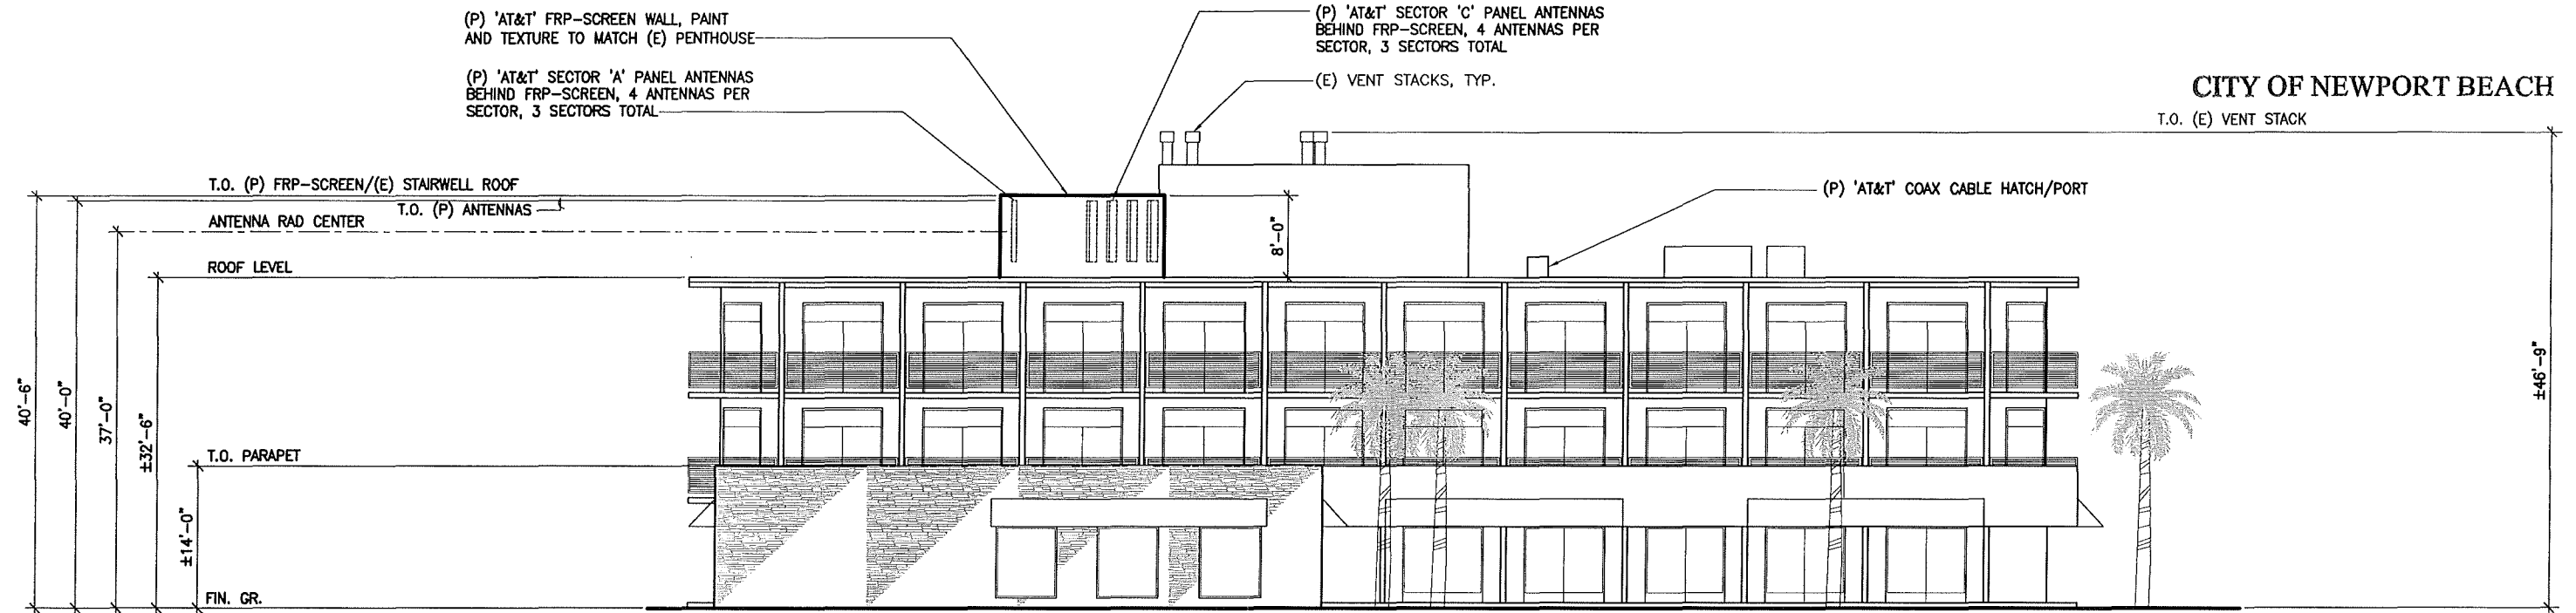 (P) 'AT&T' FRP-SCREEN WALL, PAINT
AND TEXTURE TO MATCH (E) PENTHOUSE
(P) 'AT&T' SECTOR 'A' PANEL ANTENNAS
BEHIND FRP-SCREEN, 4 ANTENNAS PER
SECTOR, 3 SECTORS TOTAL
(P) 'AT&T' SECTOR 'C' PANEL ANTENNAS
BEHIND FRP-SCREEN, 4 ANTENNAS PER
SECTOR, 3 SECTORS TOTAL
(E) VENT STACKS, TYP.
CITY OF NEWPORT BEACH
T.O. (E) VENT STACK
T.O. (P) FRP-SCREEN/(E) STAIRWELL ROOF
T.O. (P) ANTENNAS
ANTENNA RAD CENTER
ROOF LEVEL
(P) 'AT&T' COAX CABLE HATCH/PORT
8'-0"
40'-6"
40'-0"
37'-0"
±32'-6"
±14'-0"
±46'-9"
T.O. PARAPET
FIN. GR.